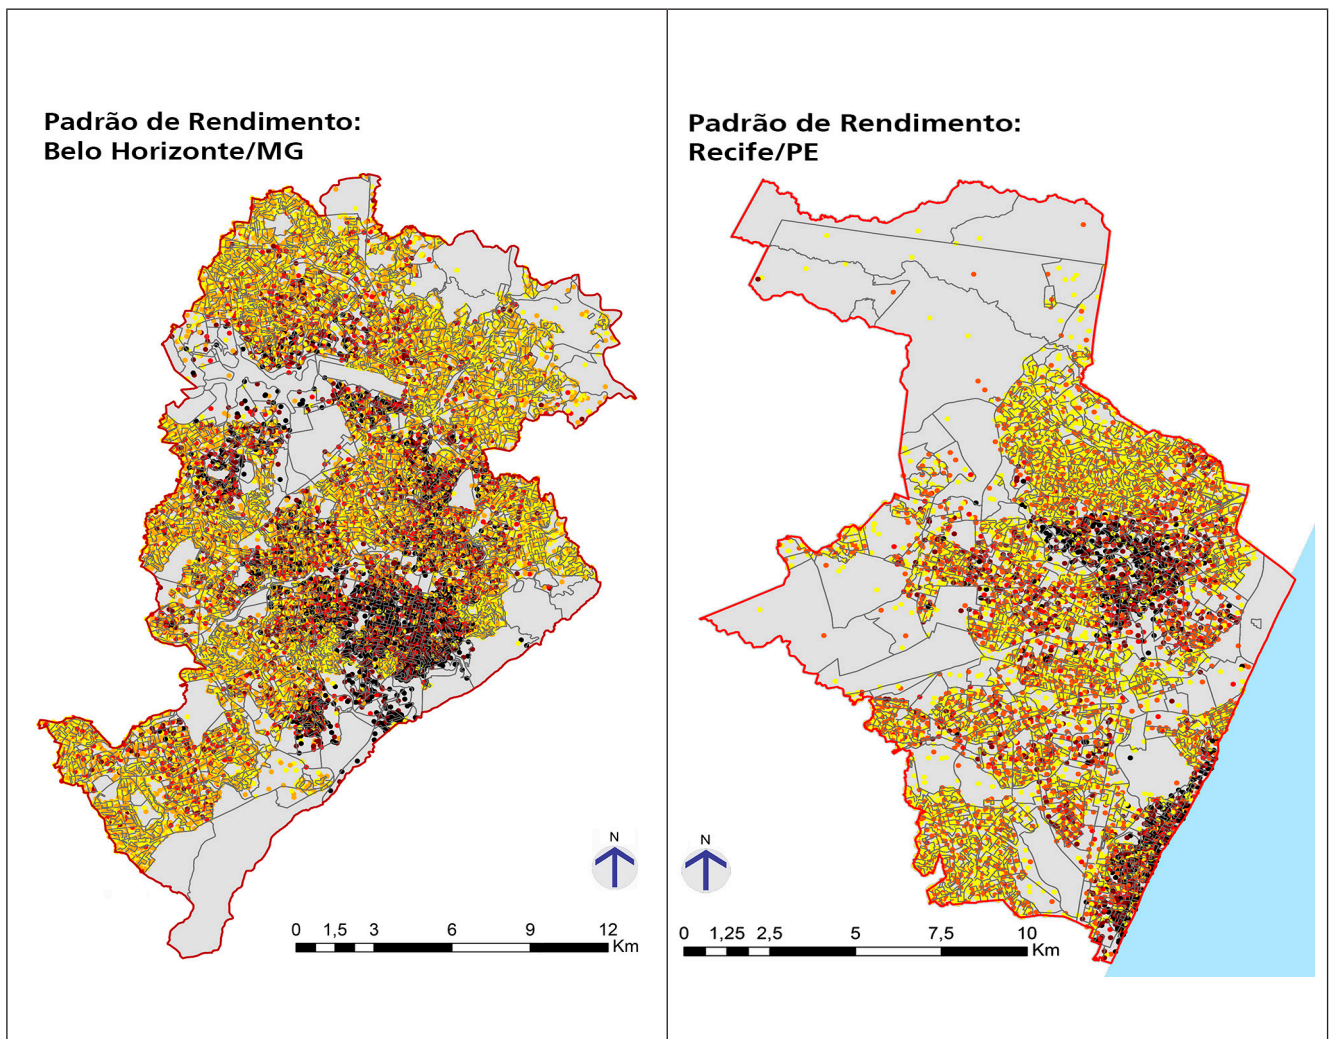 Padrão de Rendimento:
Belo Horizonte/MG
N
0 1,5 3 6 9 12
Km
Padrão de Rendimento:
Recife/PE
N
0 1,25 2,5 5 7,5 10
Km